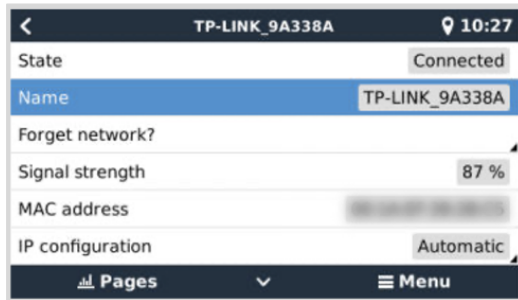 TP-LINK_9A338A 10:27
State Connected
Name TP-LINK_9A338A
Forget network?
Signal strength 87 %
MAC address
IP configuration Automatic
Pages Menu